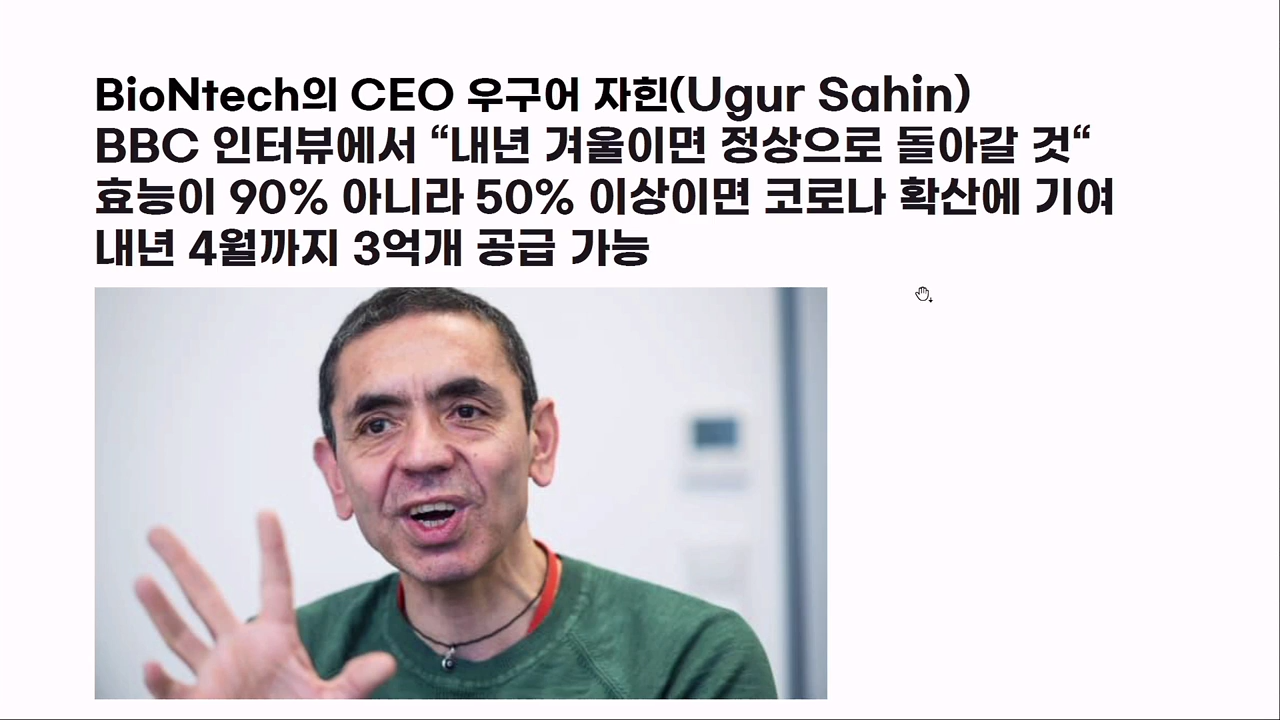 BioNtech의 CEO 우구어 자힌(Ugur Sahin)
BBC 인터뷰에서 “내년 겨울이면 정상으로 돌아갈 것“
효능이 90% 아니라 50% 이상이면 코로나 확산에 기여
내년 4월까지 3억개 공급 가능